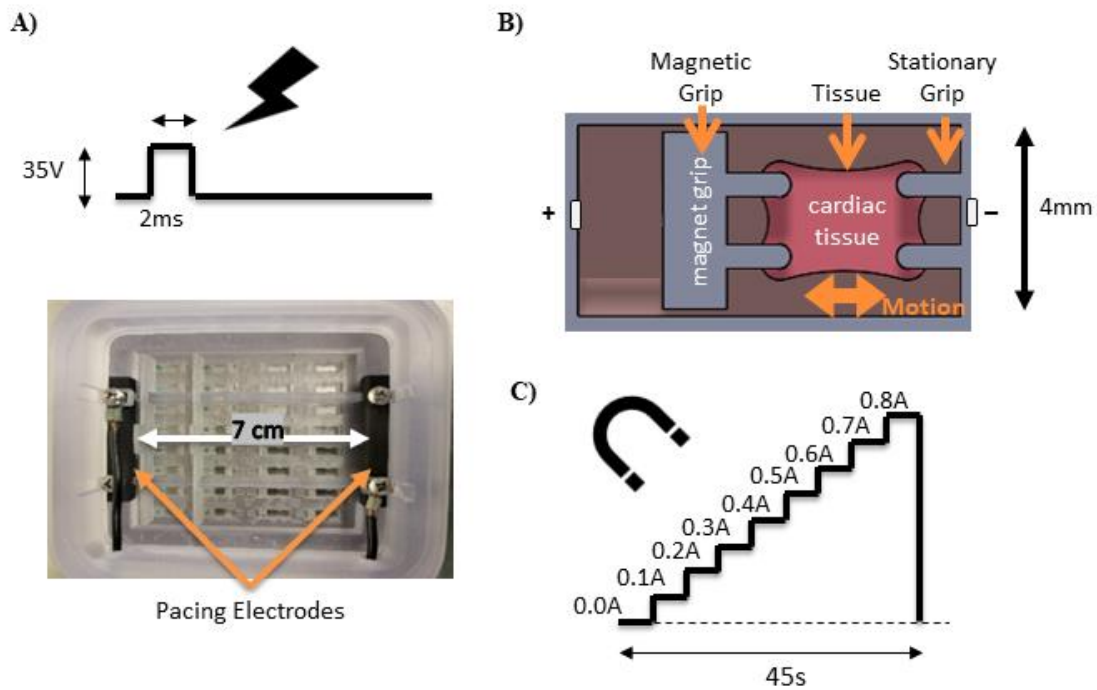 A)
35V
2ms
7 cm
Pacing Electrodes
B)
Magnetic
Grip
Tissue
Stationary
Grip
magnet grip
cardiac
tissue
+
–
4mm
Motion
C)
0.0A
0.1A
0.2A
0.3A
0.4A
0.5A
0.6A
0.7A
0.8A
45s